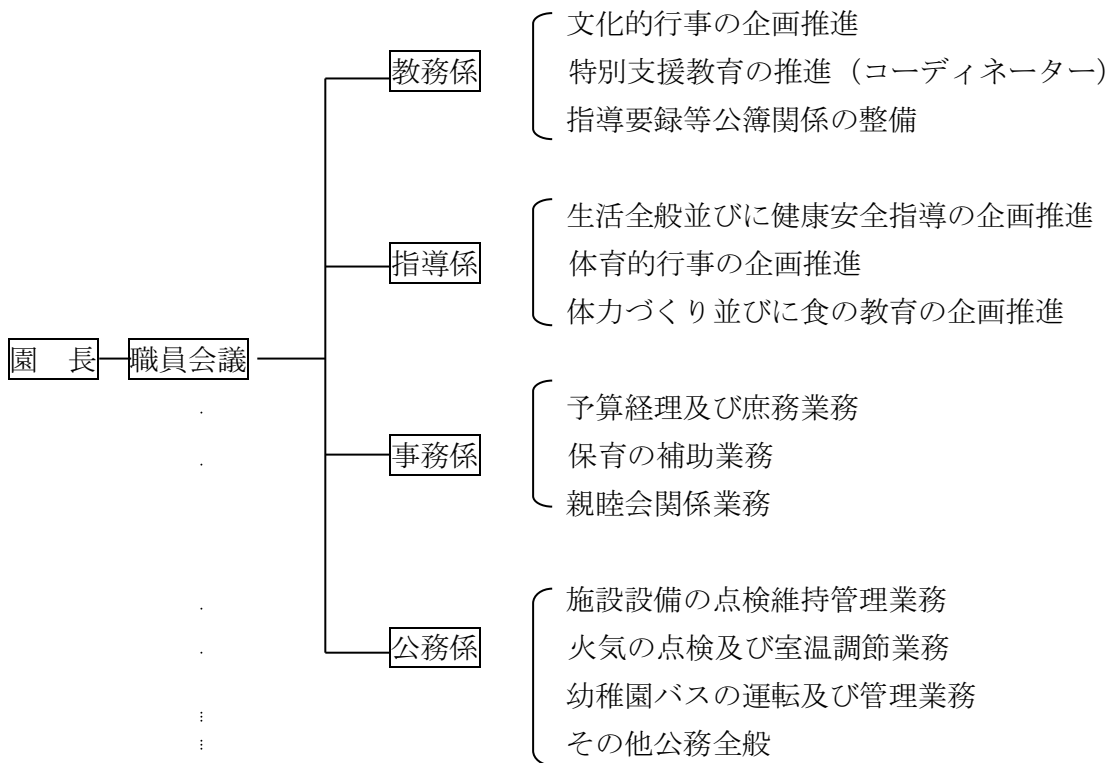 文化的行事の企画推進
教務係
特別支援教育の推進（コーディネーター）
指導要録等公簿関係の整備
生活全般並びに健康安全指導の企画推進
指導係
体育的行事の企画推進
体力づくり並びに食の教育の企画推進
園　長
職員会議
予算経理及び庶務業務
事務係
保育の補助業務
親睦会関係業務
施設設備の点検維持管理業務
公務係
火気の点検及び室温調節業務
幼稚園バスの運転及び管理業務
その他公務全般